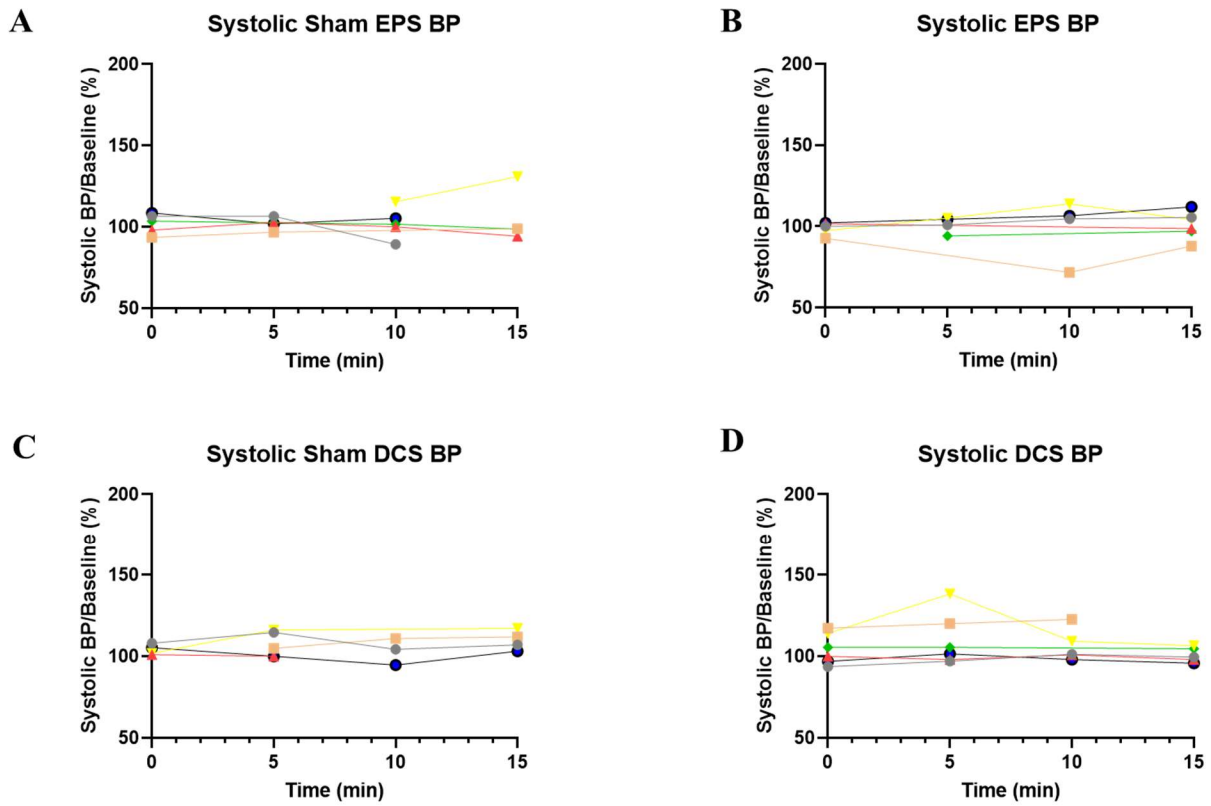 A
Systolic Sham EPS BP
Systolic BP/Baseline (%)
200
150
100
50
0
5
10
15
Time (min)
B
Systolic EPS BP
Systolic BP/Baseline (%)
200
150
100
50
0
5
10
15
Time (min)
C
Systolic Sham DCS BP
Systolic BP/Baseline (%)
200
150
100
50
0
5
10
15
Time (min)
D
Systolic DCS BP
Systolic BP/Baseline (%)
200
150
100
50
0
5
10
15
Time (min)